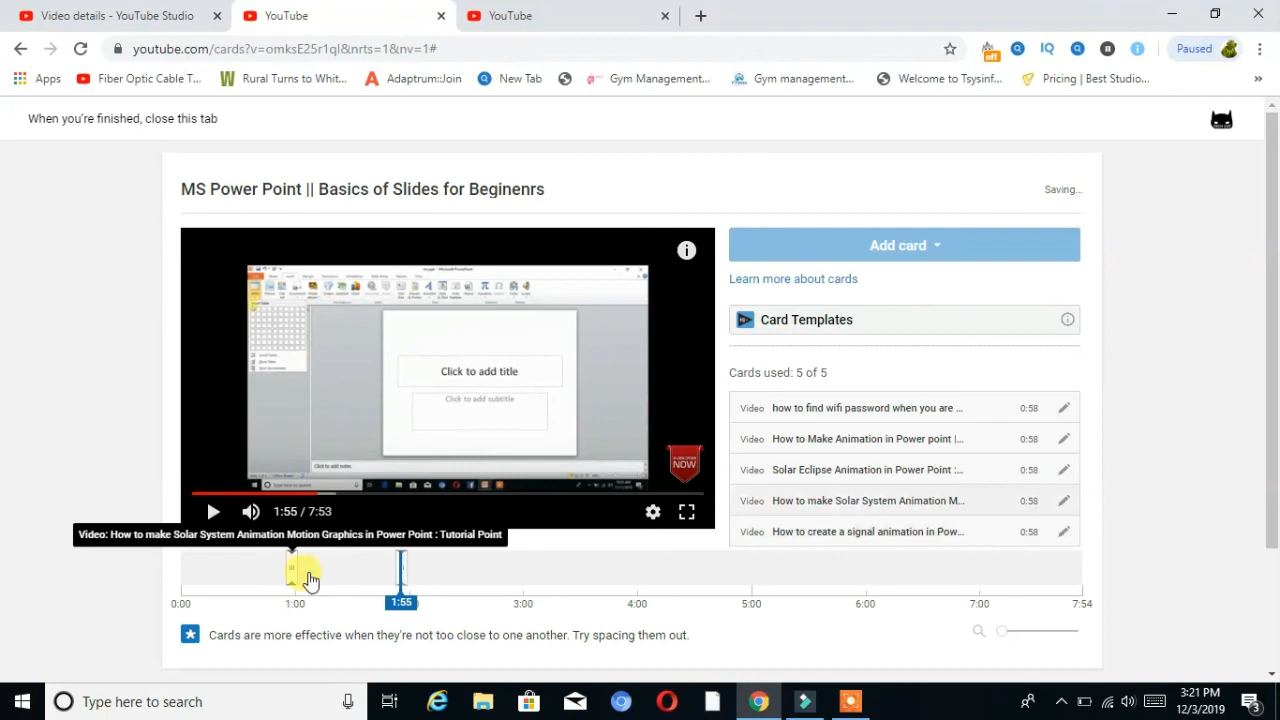 Video details - YouTube Studio
YouTube
YouTube
youtube.com/cards?v=omksE25r1qI&nrts=1&nv=1#
IQ
off
Paused
Apps
Fiber Optic Cable T...
Rural Turns to Whit...
Adaptrum::Join
New Tab
Gym Management...
Gym management...
Welcome to Tsysinf...
Pricing | Best Studio...
When you're finished, close this tab
MS Power Point || Basics of Slides for Beginenrs
Saving...
Click to add title
Click to add subtitle
Click to add notes
NOW
1:55 / 7:53
Add card
Learn more about cards
Card Templates
Cards used: 5 of 5
Video how to find wifi password when you are ... 0:58
Video How to Make Animation in Power point |... 0:58
Video Solar Eclipse Animation in Power Point :... 0:58
Video How to make Solar System Animation M... 0:58
Video How to create a signal animation in Pow... 0:58
Video: How to make Solar System Animation Motion Graphics in Power Point : Tutorial Point
0:00 1:00 1:55 3:00 4:00 5:00 6:00 7:00 7:54
Cards are more effective when they're not too close to one another. Try spacing them out.
Type here to search
3:21 PM
12/3/2019
3